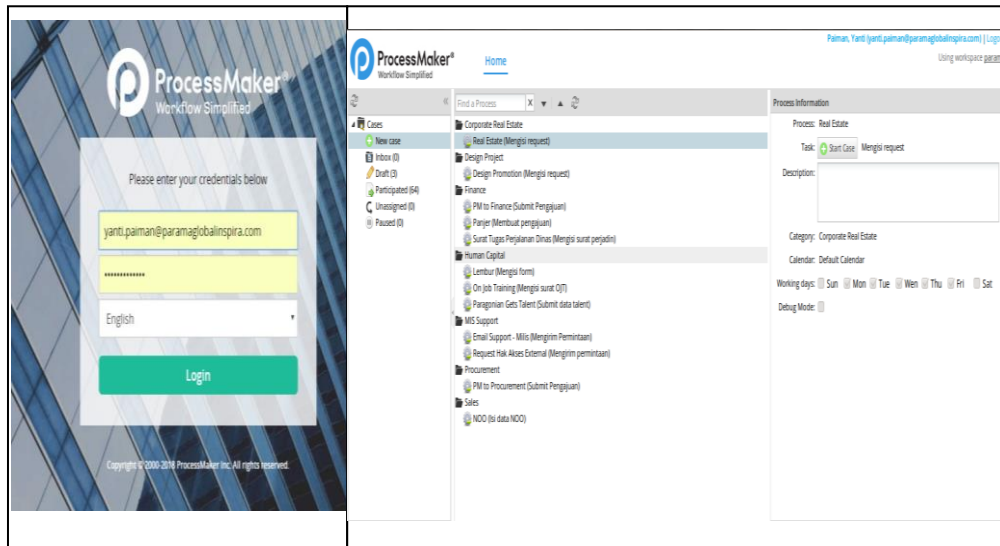 ProcessMaker®
Workflow Simplified
Please enter your credentials below
yanti.paiman@paramaglobalinspira.com
•••••••••••••
English
Login
Copyright © 2000-2018 ProcessMaker Inc. All rights reserved.
ProcessMaker®
Workflow Simplified
Home
Paiman, Yanti (yanti.paiman@paramaglobalinspira.com) | Logo
Using workspace param
Cases
New case
Inbox (0)
Draft (3)
Participated (64)
Unassigned (0)
Paused (0)
Find a Process X
Corporate Real Estate
Real Estate (Mengisi request)
Design Project
Design Promotion (Mengisi request)
Finance
PM to Finance (Submit Pengajuan)
Panjer (Membuat pengajuan)
Surat Tugas Perjalanan Dinas (Mengisi surat perjadin)
Human Capital
Lembur (Mengisi form)
On Job Training (Mengisi surat OJT)
Paragonian Gets Talent (Submit data talent)
MIS Support
Email Support - Milis (Mengirim Permintaan)
Request Hak Akses External (Mengirim permintaan)
Procurement
PM to Procurement (Submit Pengajuan)
Sales
NOO (Isi data NOO)
Process Information
Process: Real Estate
Task: Start Case Mengisi request
Description:
Category: Corporate Real Estate
Calendar: Default Calendar
Working days: Sun Mon Tue Wen Thu Fri Sat
Debug Mode: